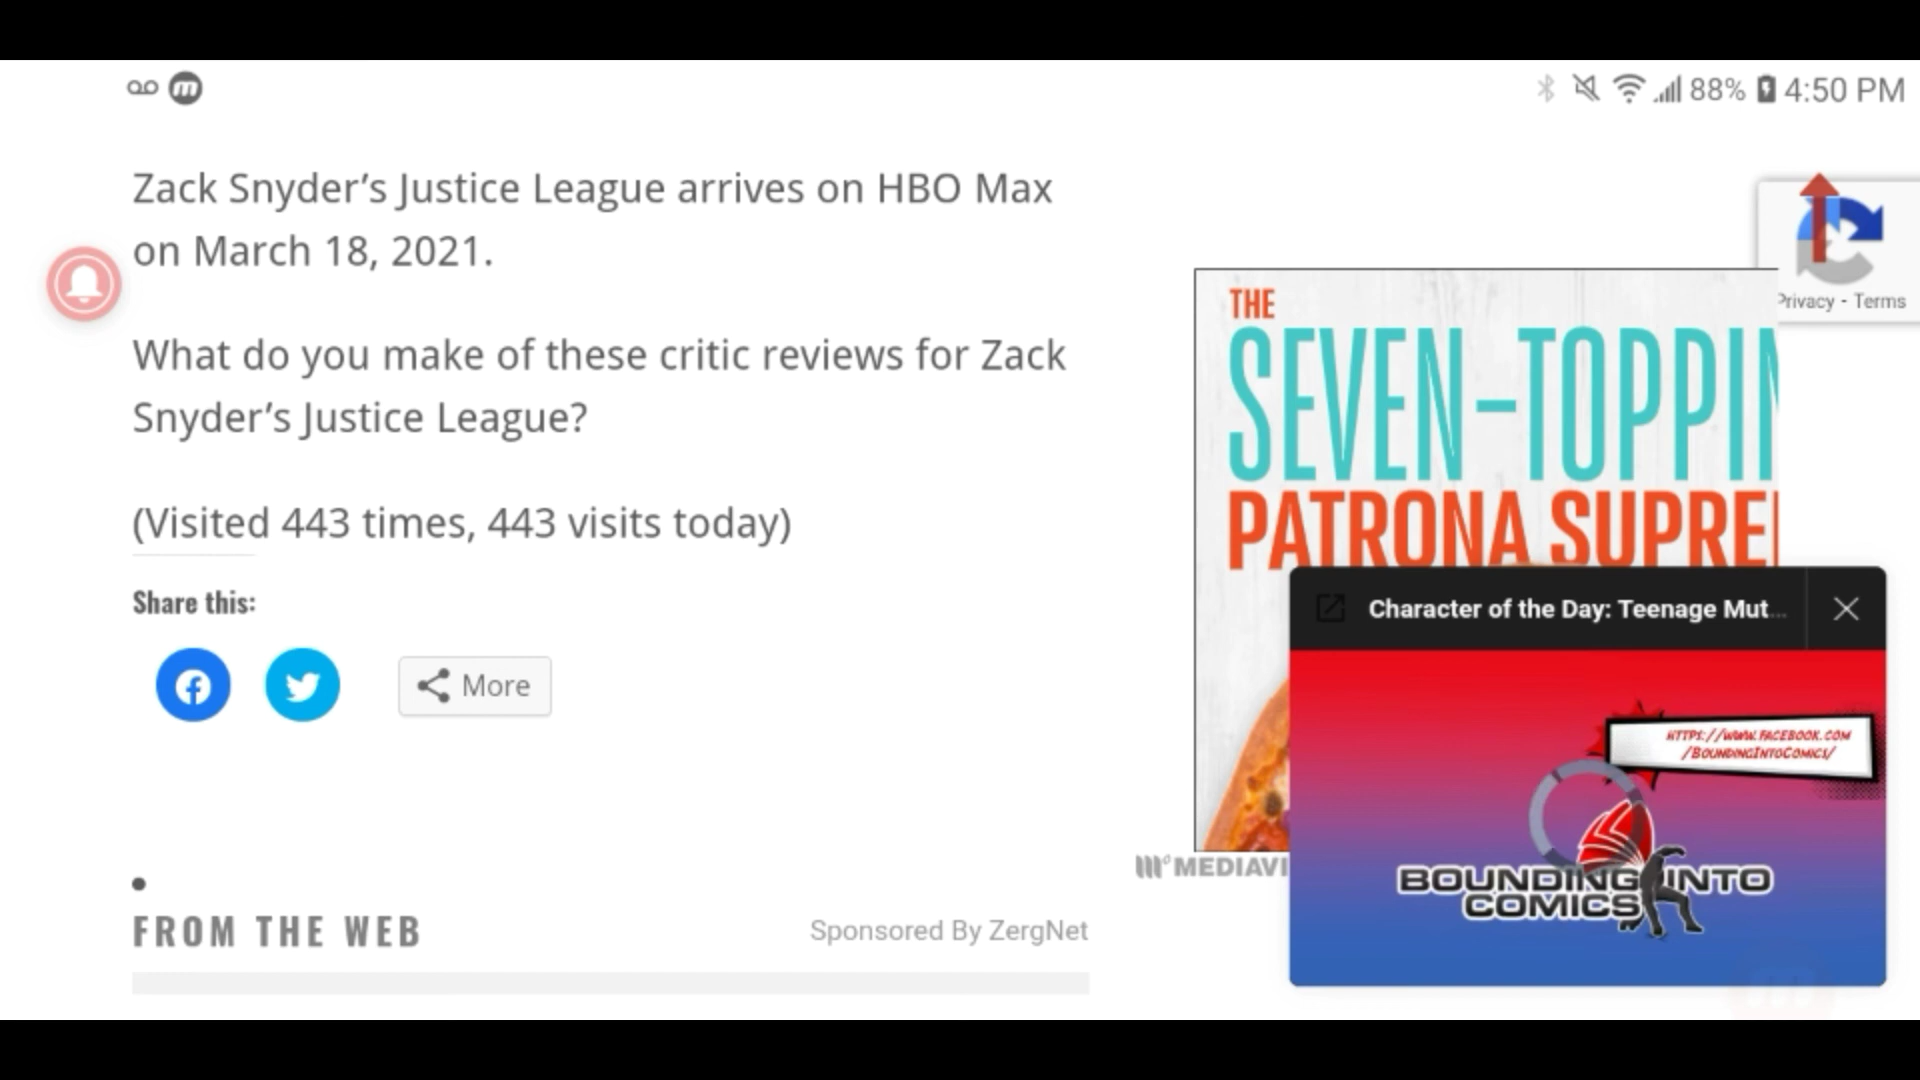 88% 4:50 PM
Zack Snyder’s Justice League arrives on HBO Max
on March 18, 2021.
What do you make of these critic reviews for Zack
Snyder’s Justice League?
(Visited 443 times, 443 visits today)
Share this:
More
FROM THE WEB
Sponsored By ZergNet
Privacy - Terms
THE
SEVEN-TOPPIN
PATRONA SUPRE
MEDIAVI
Character of the Day: Teenage Mut...
HTTPS://WWW.FACEBOOK.COM
/BOUNDINGINTOCOMICS/
BOUNDING INTO
COMICS